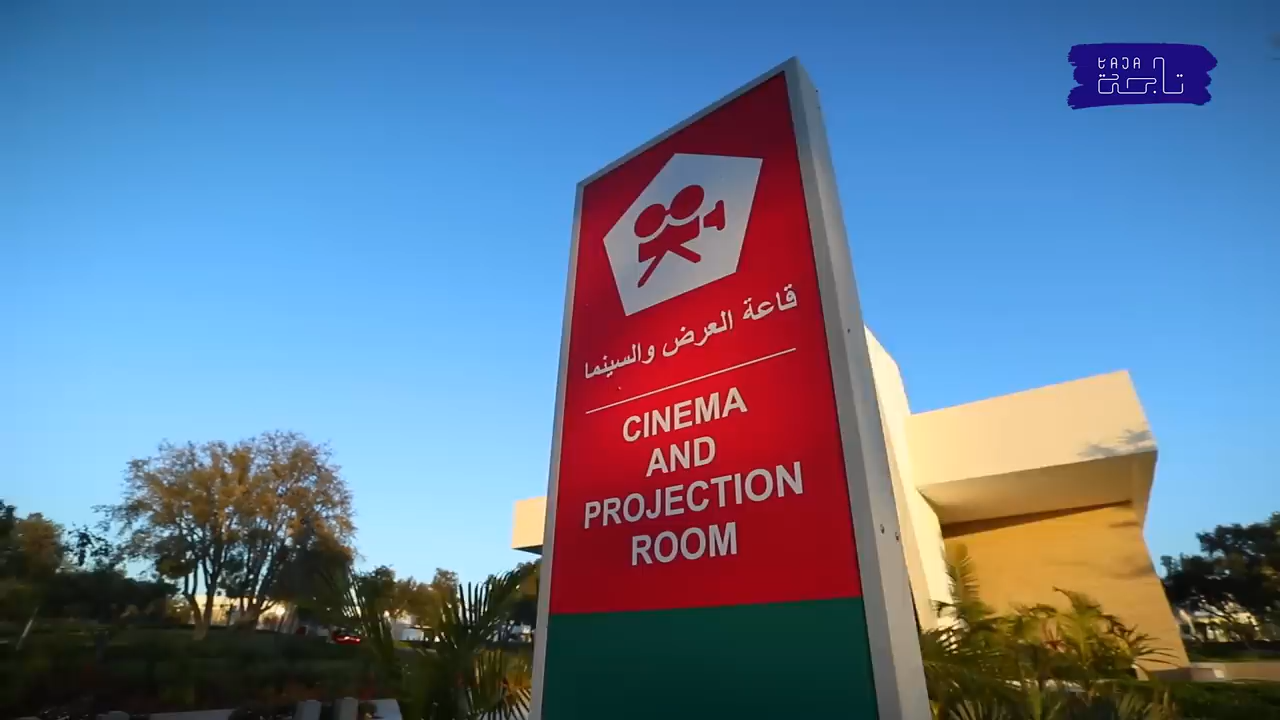 tAJA
تاجة
قاعة العرض والسينما
CINEMA
AND
PROJECTION
ROOM